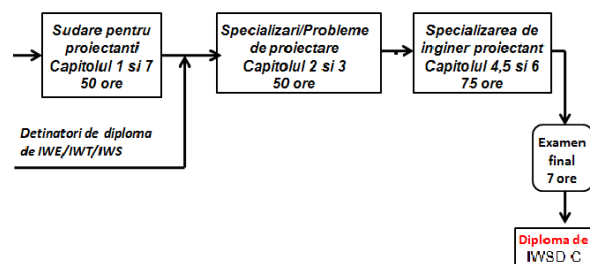 Sudare pentru
proiectanti
Capitolul 1 si 7
50 ore
Specializari/Probleme
de proiectare
Capitolul 2 si 3
50 ore
Specializarea de
inginer proiectant
Capitolul 4,5 si 6
75 ore
Detinatori de diploma
de IWE/IWT/IWS
Examen
final
7 ore
Diploma de
IWSD C